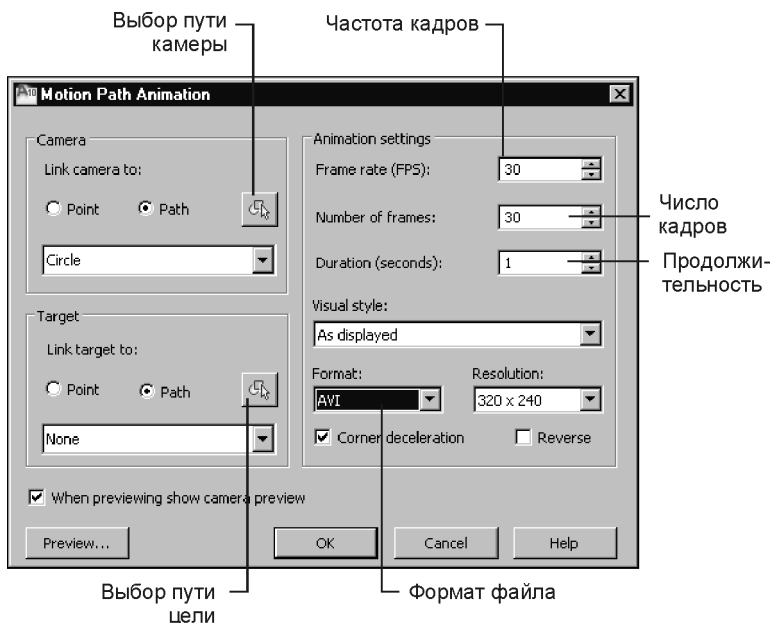 Выбор пути
камеры
Частота кадров
Motion Path Animation
Camera
Link camera to:
Point Path
Circle
Target
Link target to:
Point Path
None
When previewing show camera preview
Animation settings
Frame rate (FPS): 30
Number of frames: 30
Duration (seconds): 1
Visual style:
As displayed
Format: Resolution:
AVI 320 x 240
Corner deceleration Reverse
Число
кадров
Продолжи-
тельность
Preview... OK Cancel Help
Выбор пути
цели
Формат файла